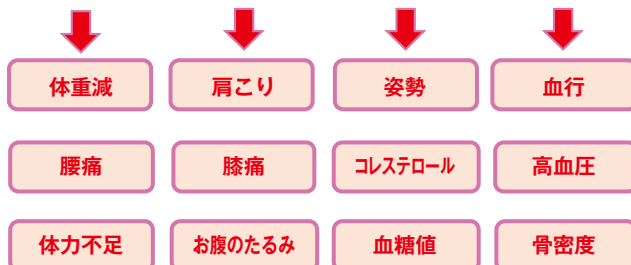 体重減
肩こり
姿勢
血行
腰痛
膝痛
コレステロール
高血圧
体力不足
お腹のたるみ
血糖値
骨密度